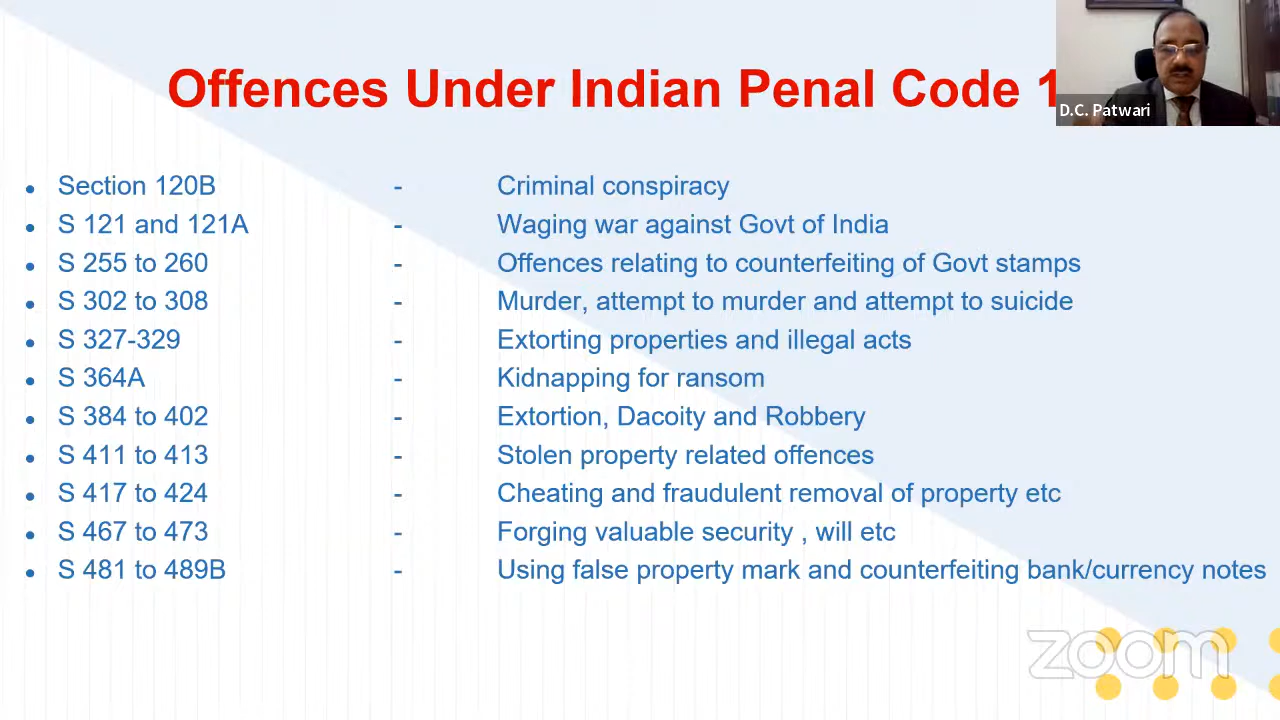 Offences Under Indian Penal Code 1
D.C. Patwari
• Section 120B - Criminal conspiracy
• S 121 and 121A - Waging war against Govt of India
• S 255 to 260 - Offences relating to counterfeiting of Govt stamps
• S 302 to 308 - Murder, attempt to murder and attempt to suicide
• S 327-329 - Extorting properties and illegal acts
• S 364A - Kidnapping for ransom
• S 384 to 402 - Extortion, Dacoity and Robbery
• S 411 to 413 - Stolen property related offences
• S 417 to 424 - Cheating and fraudulent removal of property etc
• S 467 to 473 - Forging valuable security , will etc
• S 481 to 489B - Using false property mark and counterfeiting bank/currency notes
zoom